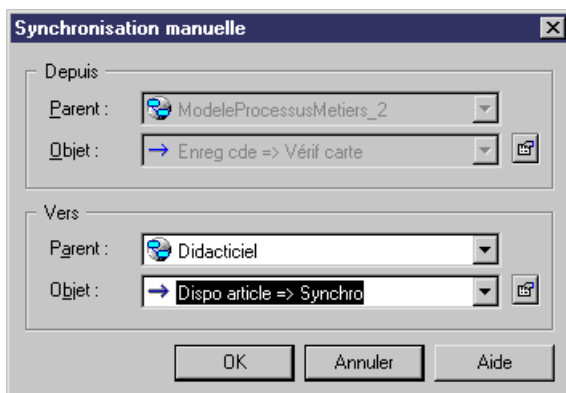 Synchronisation manuelle
Depuis
Parent : ModeleProcessusMetiers_2
Objet : Enreg cde => Vérif carte
Vers
Parent : Didacticiel
Objet : Dispo article => Synchro
OK Annuler Aide